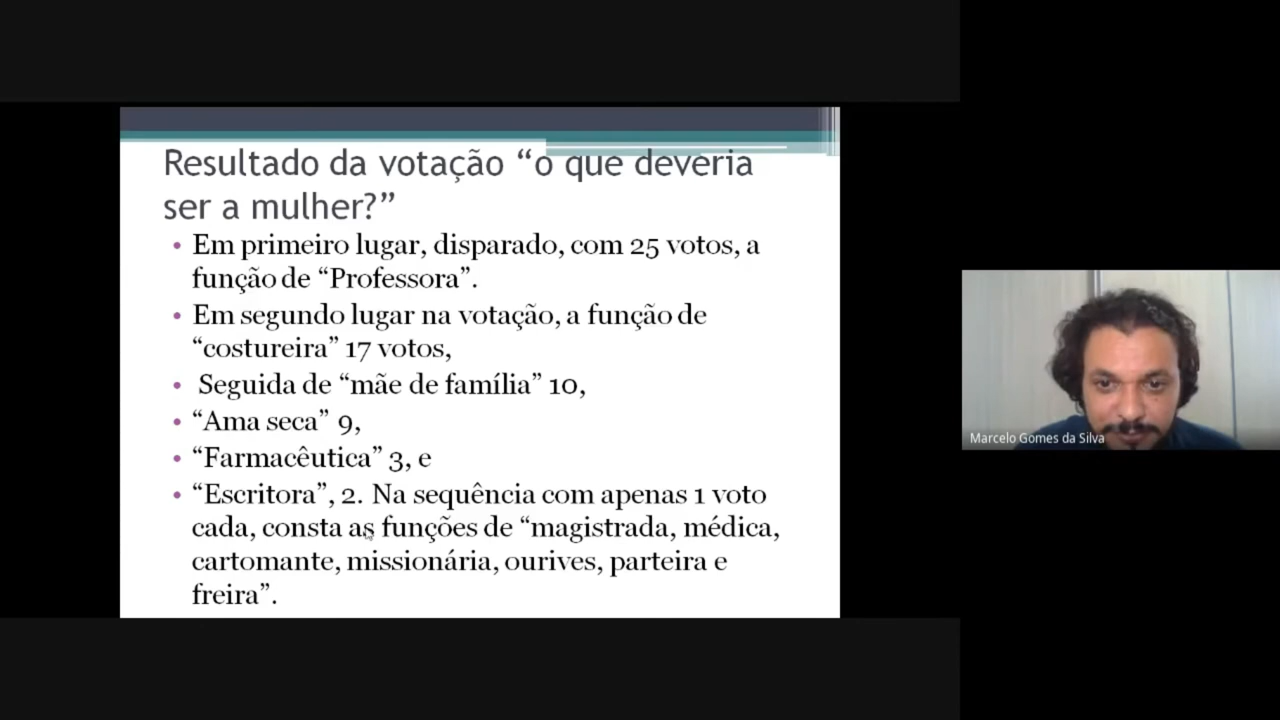 Resultado da votação “o que deveria
ser a mulher?”
• Em primeiro lugar, disparado, com 25 votos, a
função de “Professora”.
• Em segundo lugar na votação, a função de
“costureira” 17 votos,
• Seguida de “mãe de família” 10,
• “Ama seca” 9,
• “Farmacêutica” 3, e
• “Escritora”, 2. Na sequência com apenas 1 voto
cada, consta as funções de “magistrada, médica,
cartomante, missionária, ourives, parteira e
freira”.
Marcelo Gomes da Silva